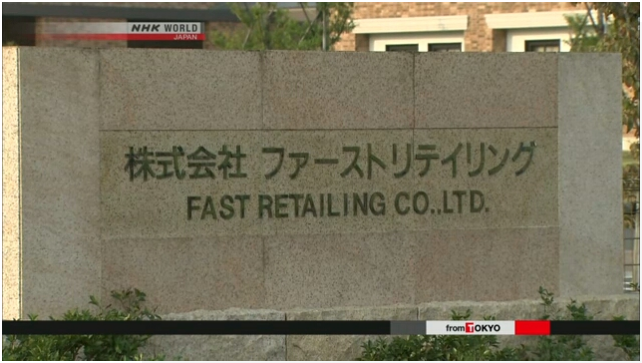 NHK WORLD
JAPAN
株式会社 ファーストリテイリング
FAST RETAILING CO.,LTD.
from TOKYO